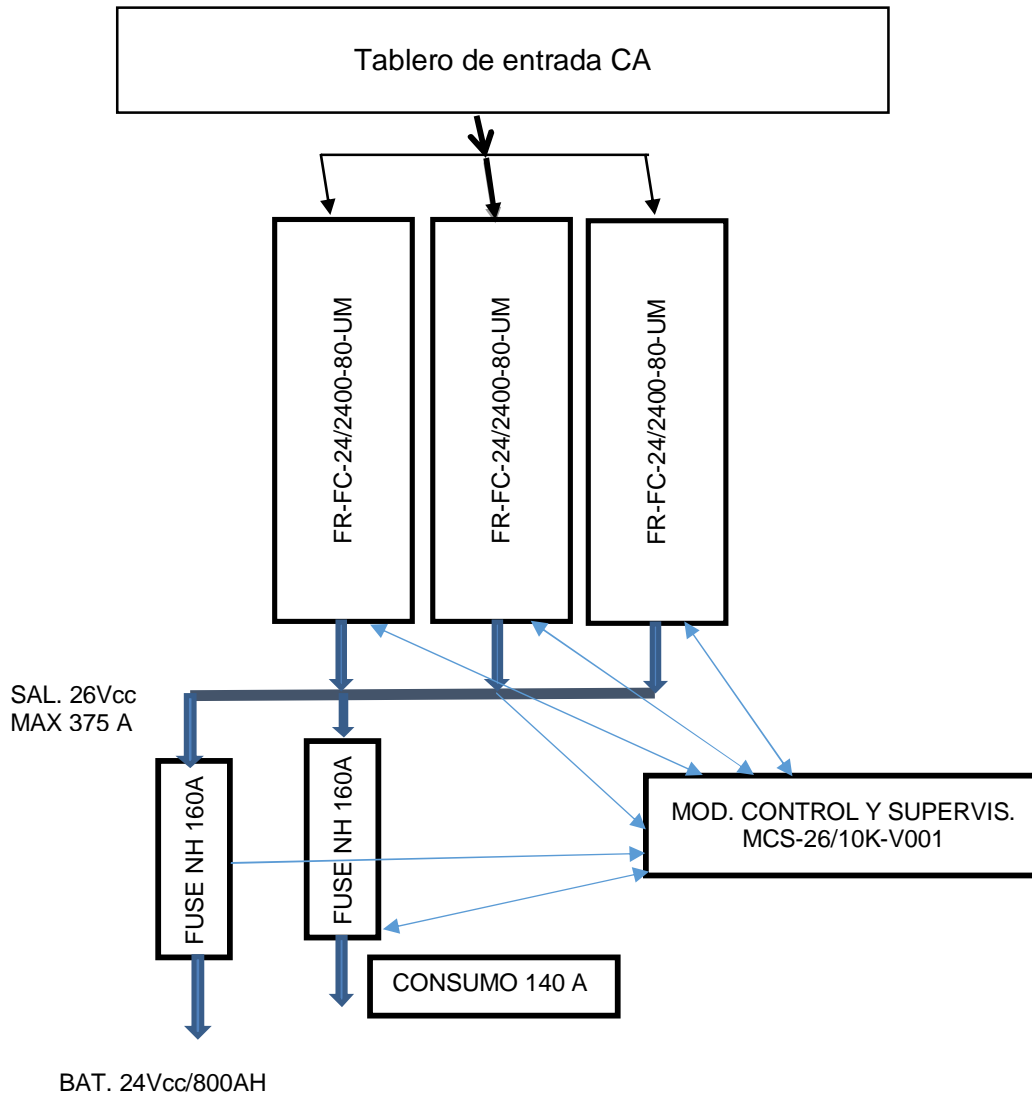 Tablero de entrada CA
FR-FC-24/2400-80-UM
FR-FC-24/2400-80-UM
FR-FC-24/2400-80-UM
SAL. 26Vcc
MAX 375 A
FUSE NH 160A
FUSE NH 160A
MOD. CONTROL Y SUPERVIS.
MCS-26/10K-V001
CONSUMO 140 A
BAT. 24Vcc/800AH